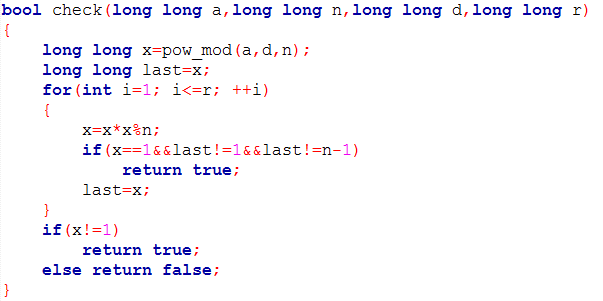 bool check(long long a,long long n,long long d,long long r)
{
    long long x=pow_mod(a,d,n);
    long long last=x;
    for(int i=1; i<=r; ++i)
    {
        x=x*x%n;
        if(x==1&&last!=1&&last!=n-1)
            return true;
        last=x;
    }
    if(x!=1)
        return true;
    else return false;
}